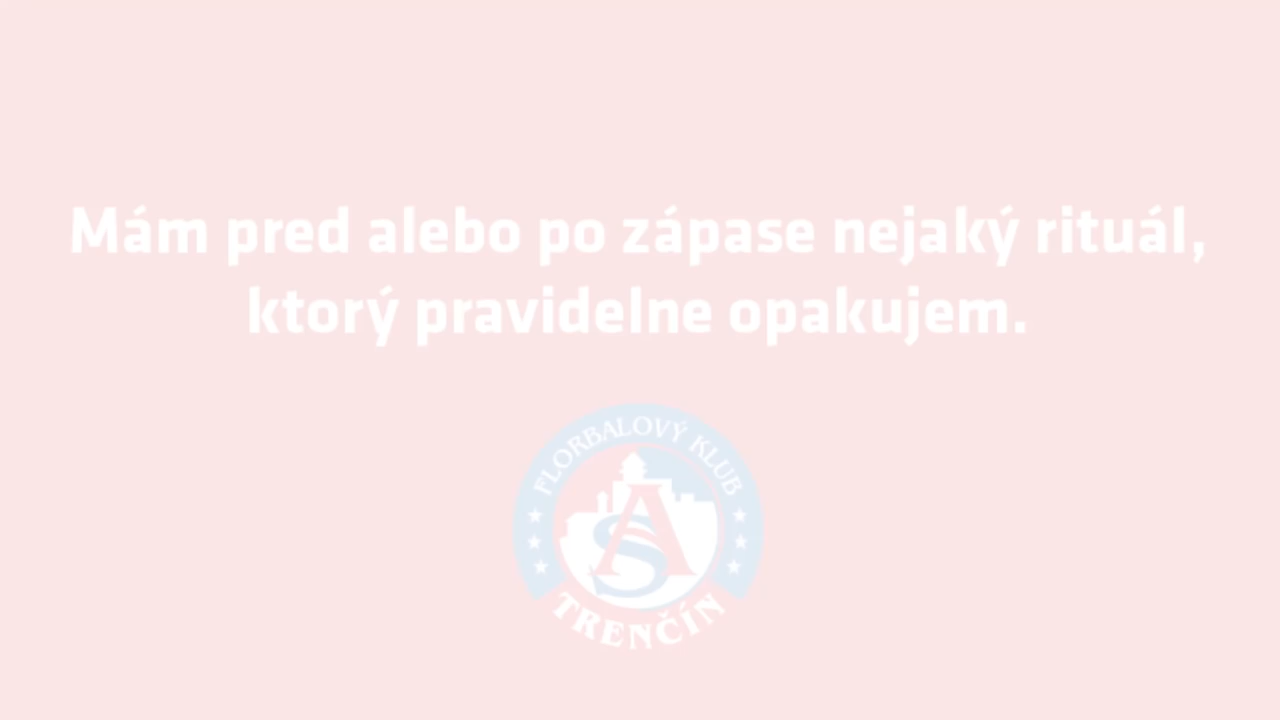 Mám pred alebo po zápase nejaký rituál,
ktorý pravidelne opakujem.
FLORBALOVÝ KLUB
AS
TRENČÍN